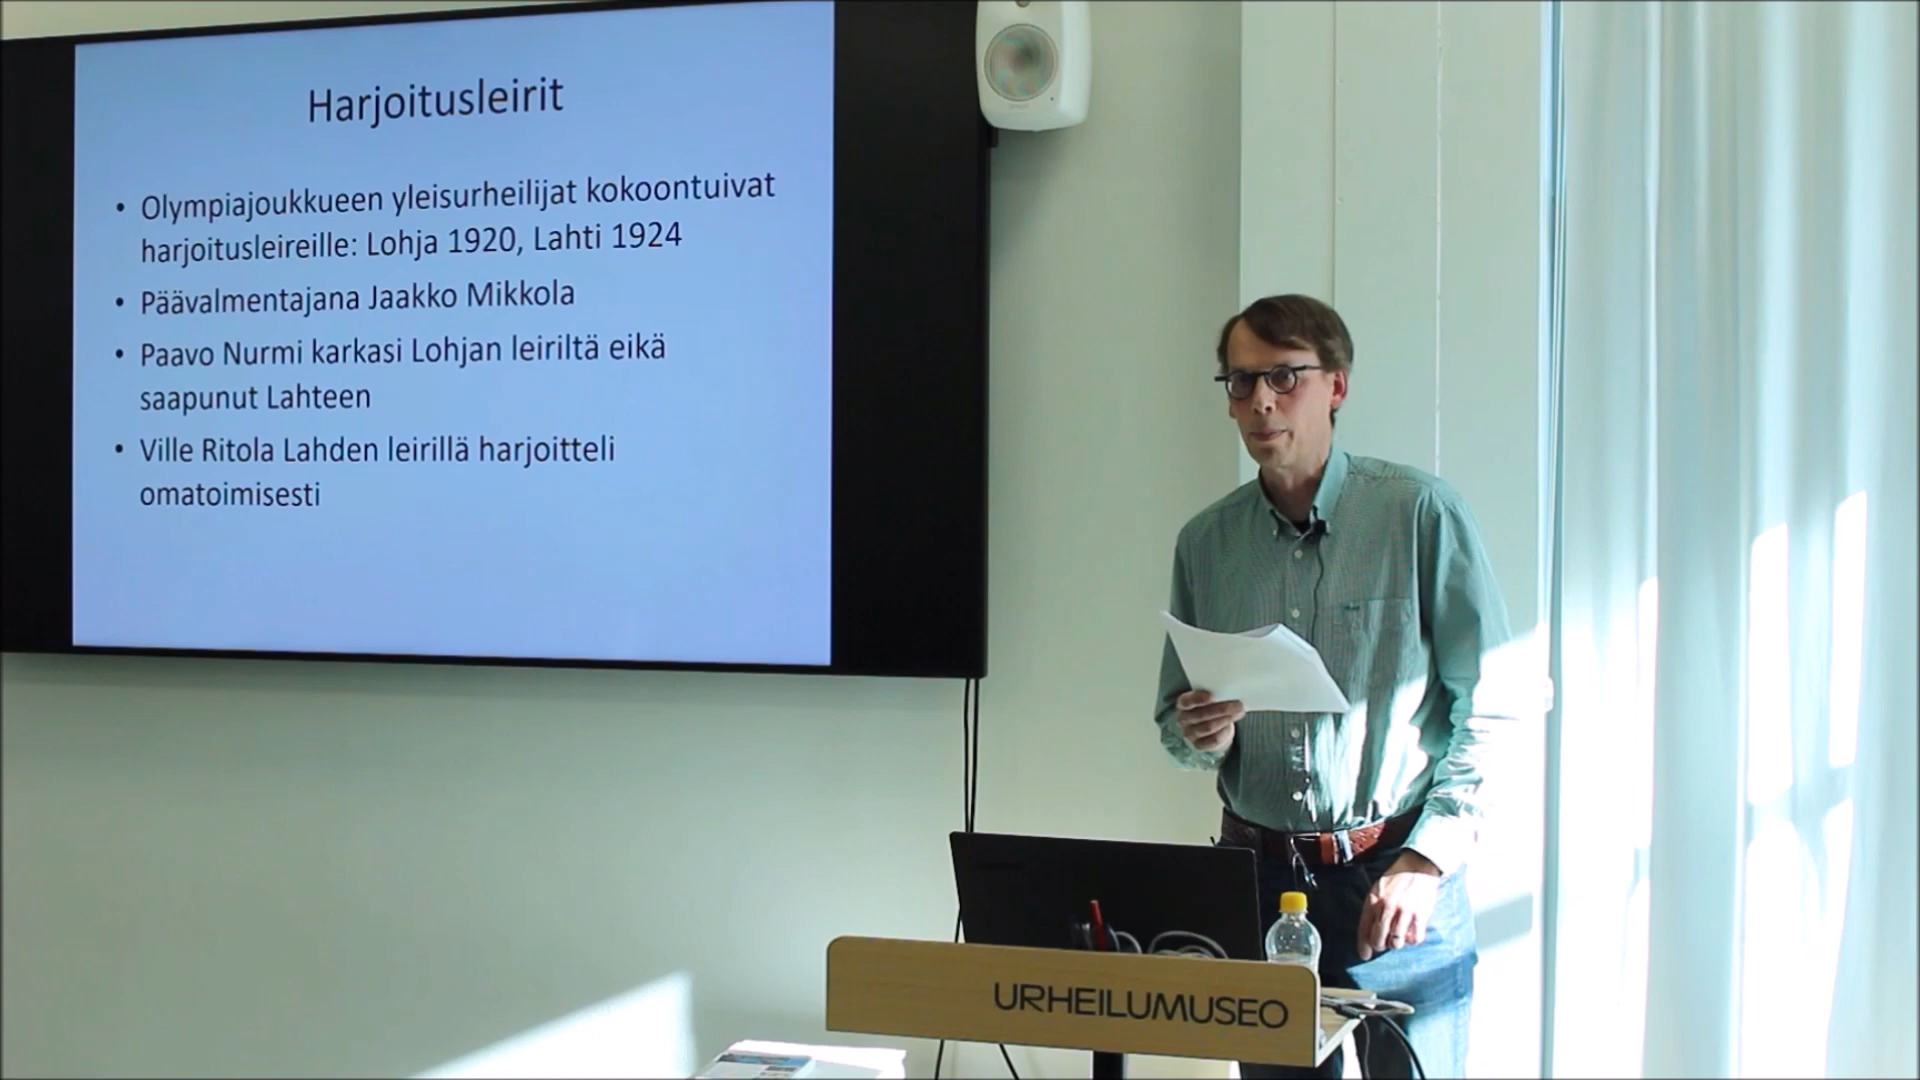 Harjoitusleirit
• Olympiajoukkueen yleisurheilijat kokoontuivat
harjoitusleireille: Lohja 1920, Lahti 1924
• Päävalmentajana Jaakko Mikkola
• Paavo Nurmi karkasi Lohjan leiriltä eikä
saapunut Lahteen
• Ville Ritola Lahden leirillä harjoitteli
omatoimisesti
URHEILUMUSEO